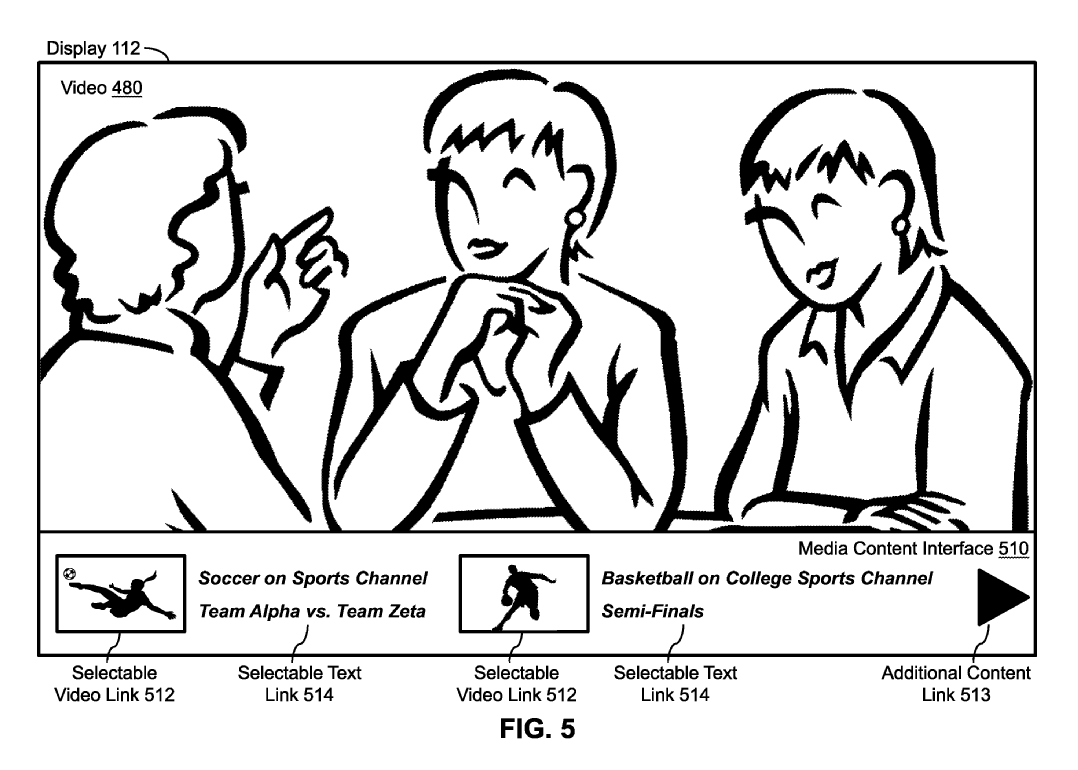 Display 112
Video 480
Media Content Interface 510
Soccer on Sports Channel
Team Alpha vs. Team Zeta
Basketball on College Sports Channel
Semi-Finals
Selectable
Video Link 512
Selectable Text
Link 514
Selectable
Video Link 512
Selectable Text
Link 514
Additional Content
Link 513
FIG. 5